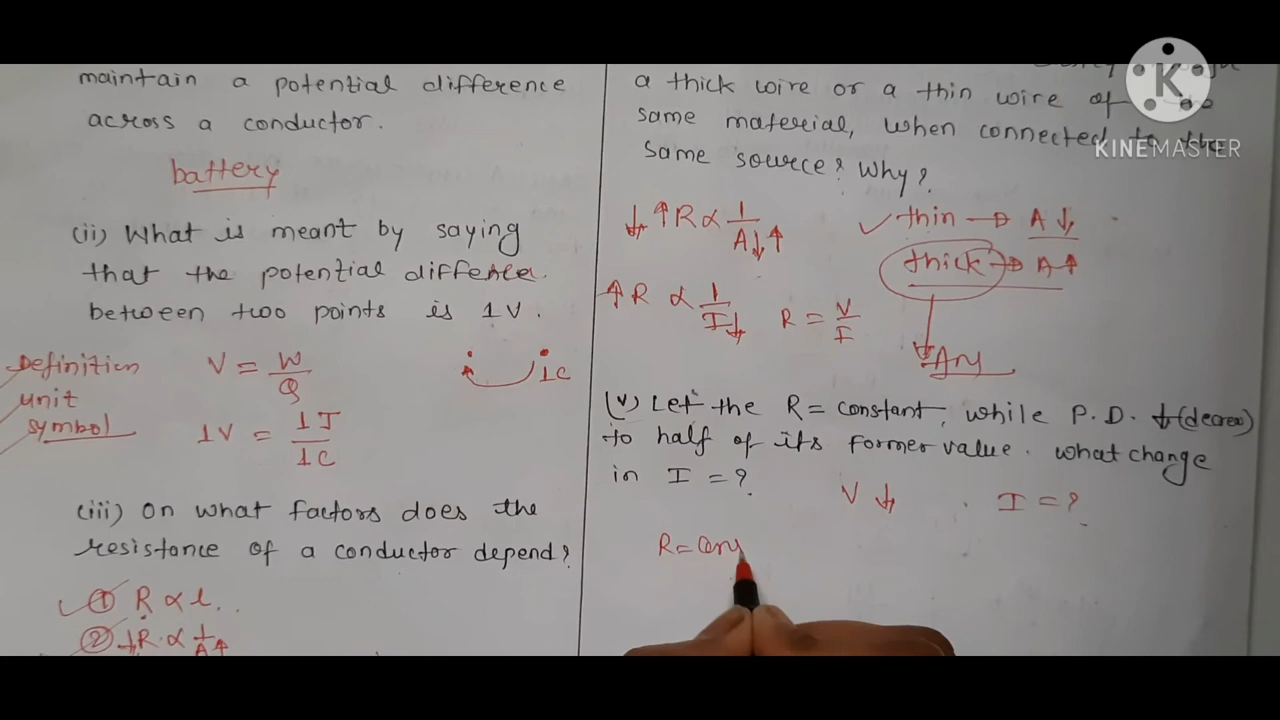 maintain a potential difference
across a conductor.
battery
(ii) What is meant by saying
that the potential difference
between two points is 1V.
Definition
unit
symbol
V = W/Q
1V = 1J/1C
A 1C
(iii) On what factors does the
resistance of a conductor depend?
① R ∝ l.
② ↓R ∝ 1/A↑
a thick wire or a thin wire of
same material, when connected to the
same source? Why?
↓↑R ∝ 1/A↓↑
✓thin → A↓
thick → A↑
↑R ∝ 1/I↓
R = V/I
Ans
(v) Let the R = constant, while P.D. ↓(decrea)
to half of its former value. what change
in I = ?
V ↓ I = ?
R = con
KINEMASTER